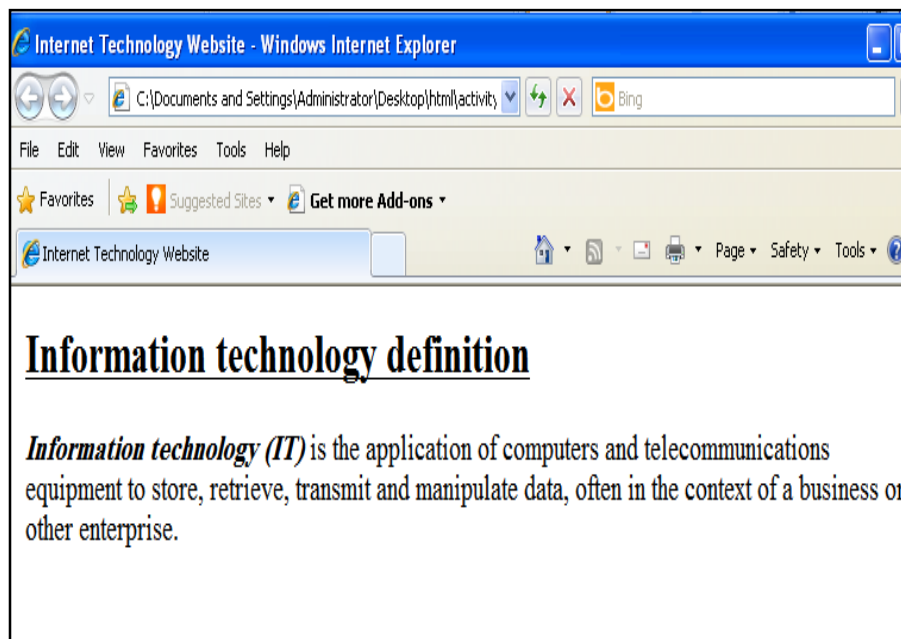 Internet Technology Website - Windows Internet Explorer
C:\Documents and Settings\Administrator\Desktop\html\activity
Bing
File Edit View Favorites Tools Help
Favorites Suggested Sites Get more Add-ons
Internet Technology Website Page Safety Tools
Information technology definition
Information technology (IT) is the application of computers and telecommunications
equipment to store, retrieve, transmit and manipulate data, often in the context of a business or
other enterprise.